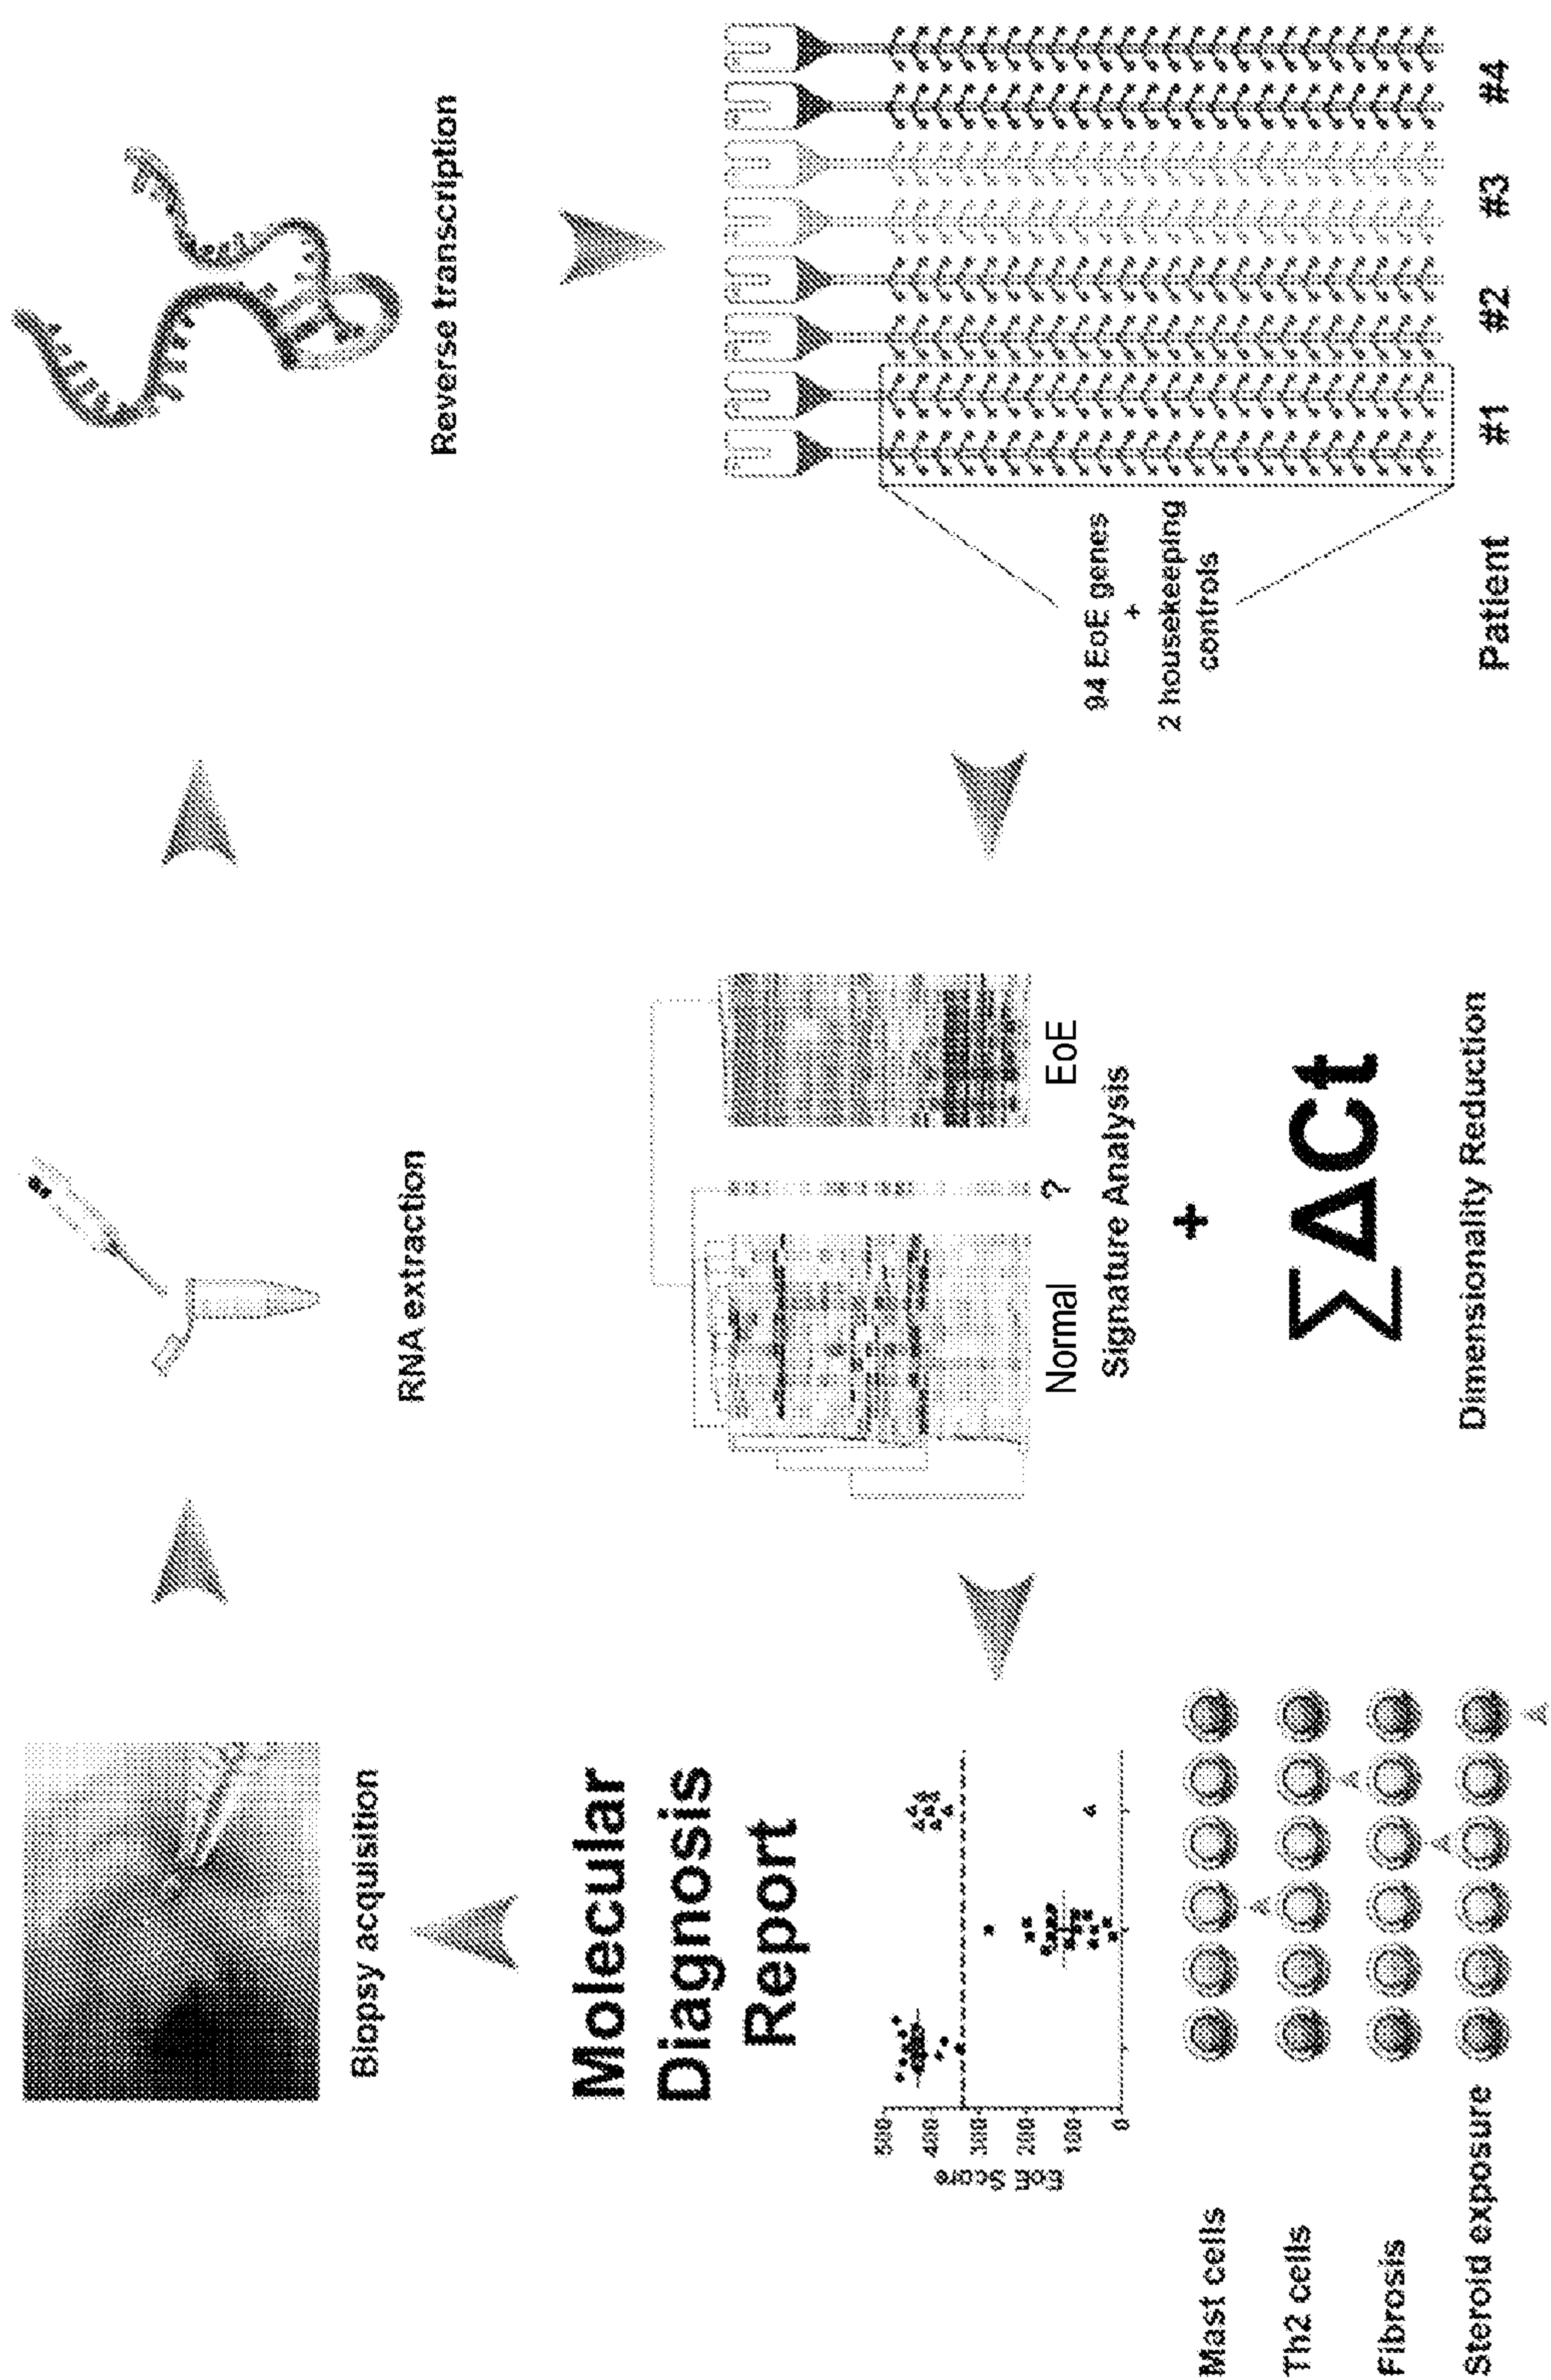 Biopsy acquisition
RNA extraction
Reverse transcription
94 EoE genes
+
2 housekeeping
controls
Patient #1 #2 #3 #4
Normal ? EoE
Signature Analysis
+
ΣΔCt
Dimensionality Reduction
Molecular
Diagnosis
Report
500
400
300
200
100
0
Mast cells
Th2 cells
Fibrosis
Steroid exposure